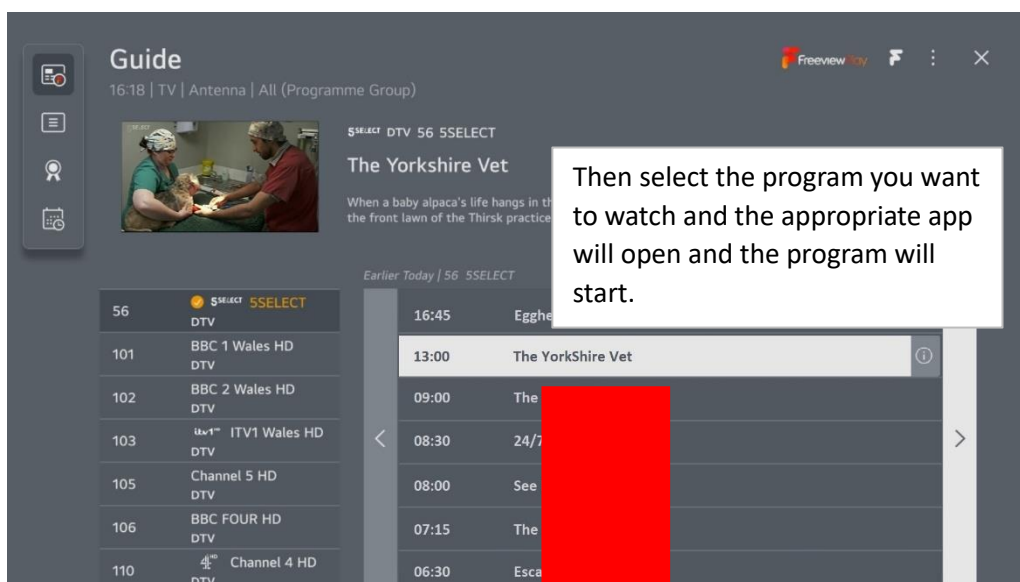 Guide
Freeview Play
16:18 | TV | Antenna | All (Programme Group)
5SELECT DTV 56 5SELECT
The Yorkshire Vet
When a baby alpaca's life hangs in
the front lawn of the Thirsk practice
Then select the program you want
to watch and the appropriate app
will open and the program will
start.
Earlier Today | 56 5SELECT
56 5SELECT 5SELECT
DTV
16:45
101 BBC 1 Wales HD
DTV
13:00 The YorkShire Vet
102 BBC 2 Wales HD
DTV
09:00 The
103 itv1 ITV1 Wales HD
DTV
08:30 24/7
105 Channel 5 HD
DTV
08:00 See
106 BBC FOUR HD
DTV
07:15 The
110 4HD Channel 4 HD
DTV
06:30